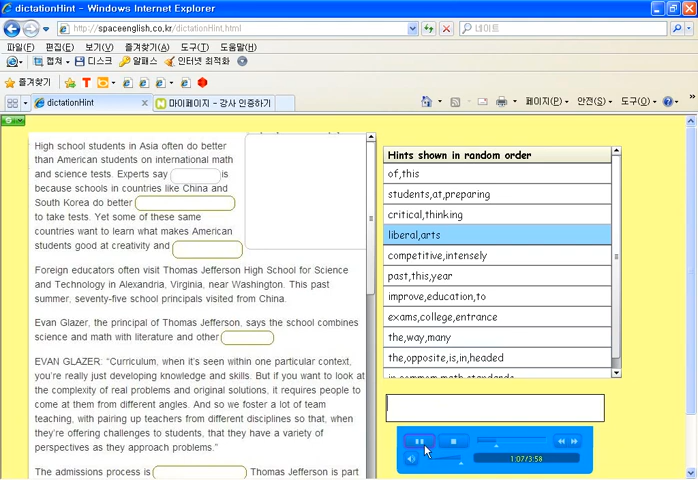 dictationHint - Windows Internet Explorer
http://spaceenglish.co.kr/dictationHint,html
네이트
파일(F) 편집(E) 보기(V) 즐겨찾기(A) 도구(T) 도움말(H)
캡쳐 디스크 알패스 인터넷 최적화
즐겨찾기
dictationHint
마이페이지 - 강사 인증하기
페이지(P) 안전(S) 도구(O)
High school students in Asia often do better
than American students on international math
and science tests. Experts say is
because schools in countries like China and
South Korea do better
to take tests. Yet some of these same
countries want to learn what makes American
students good at creativity and
Foreign educators often visit Thomas Jefferson High School for Science
and Technology in Alexandria, Virginia, near Washington. This past
summer, seventy-five school principals visited from China.
Evan Glazer, the principal of Thomas Jefferson, says the school combines
science and math with literature and other
EVAN GLAZER: “Curriculum, when it's seen within one particular context,
you're really just developing knowledge and skills. But if you want to look at
the complexity of real problems and original solutions, it requires people to
come at them from different angles. And so we foster a lot of team
teaching, with pairing up teachers from different disciplines so that, when
they're offering challenges to students, that they have a variety of
perspectives as they approach problems.”
The admissions process is Thomas Jefferson is part
Hints shown in random order
of,this
students,at,preparing
critical,thinking
liberal,arts
competitive,intensely
past,this,year
improve,education,to
exams,college,entrance
the,way,many
the,opposite,is,in,headed
in,common,math,standards
1:07/3:58